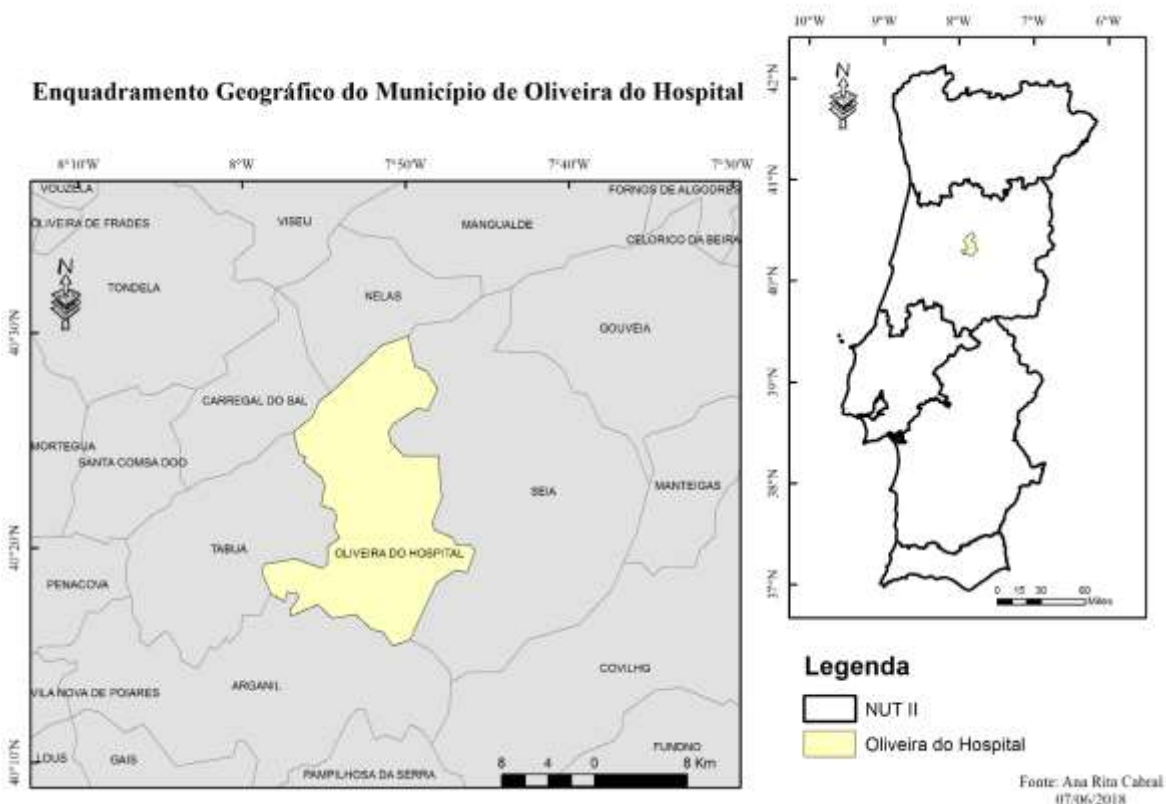 Enquadramento Geográfico do Município de Oliveira do Hospital
8°10'W 8°W 7°50'W 7°40'W 7°30'W
VOUZELA
FORNOS DE ALGODRES
OLIVEIRA DE FRADES
VISEU
MANGUALDE
CELORICO DA BEIRA
N
TONDELA
NELAS
GOUVEIA
40°30'N
CARREGAL DO SAL
MORTEGUA
SANTA COMSA DOO
SEIA
MANTEIGAS
40°20'N
TABUA
OLIVEIRA DO HOSPITAL
PENACOVA
COVILHG
ARGANIL
VILA NOVA DE POIARES
FUNDNO
LOUS
GAIS
PAMPILHOSA DA SERRA
40°10'N
8 4 0 8 Km
10°W 9°W 8°W 7°W 6°W
42°N
N
41°N
40°N
39°N
38°N
37°N
0 15 30 60
Miles
Legenda
NUT II
Oliveira do Hospital
Fonte: Ana Rita Cabral
07/06/2018